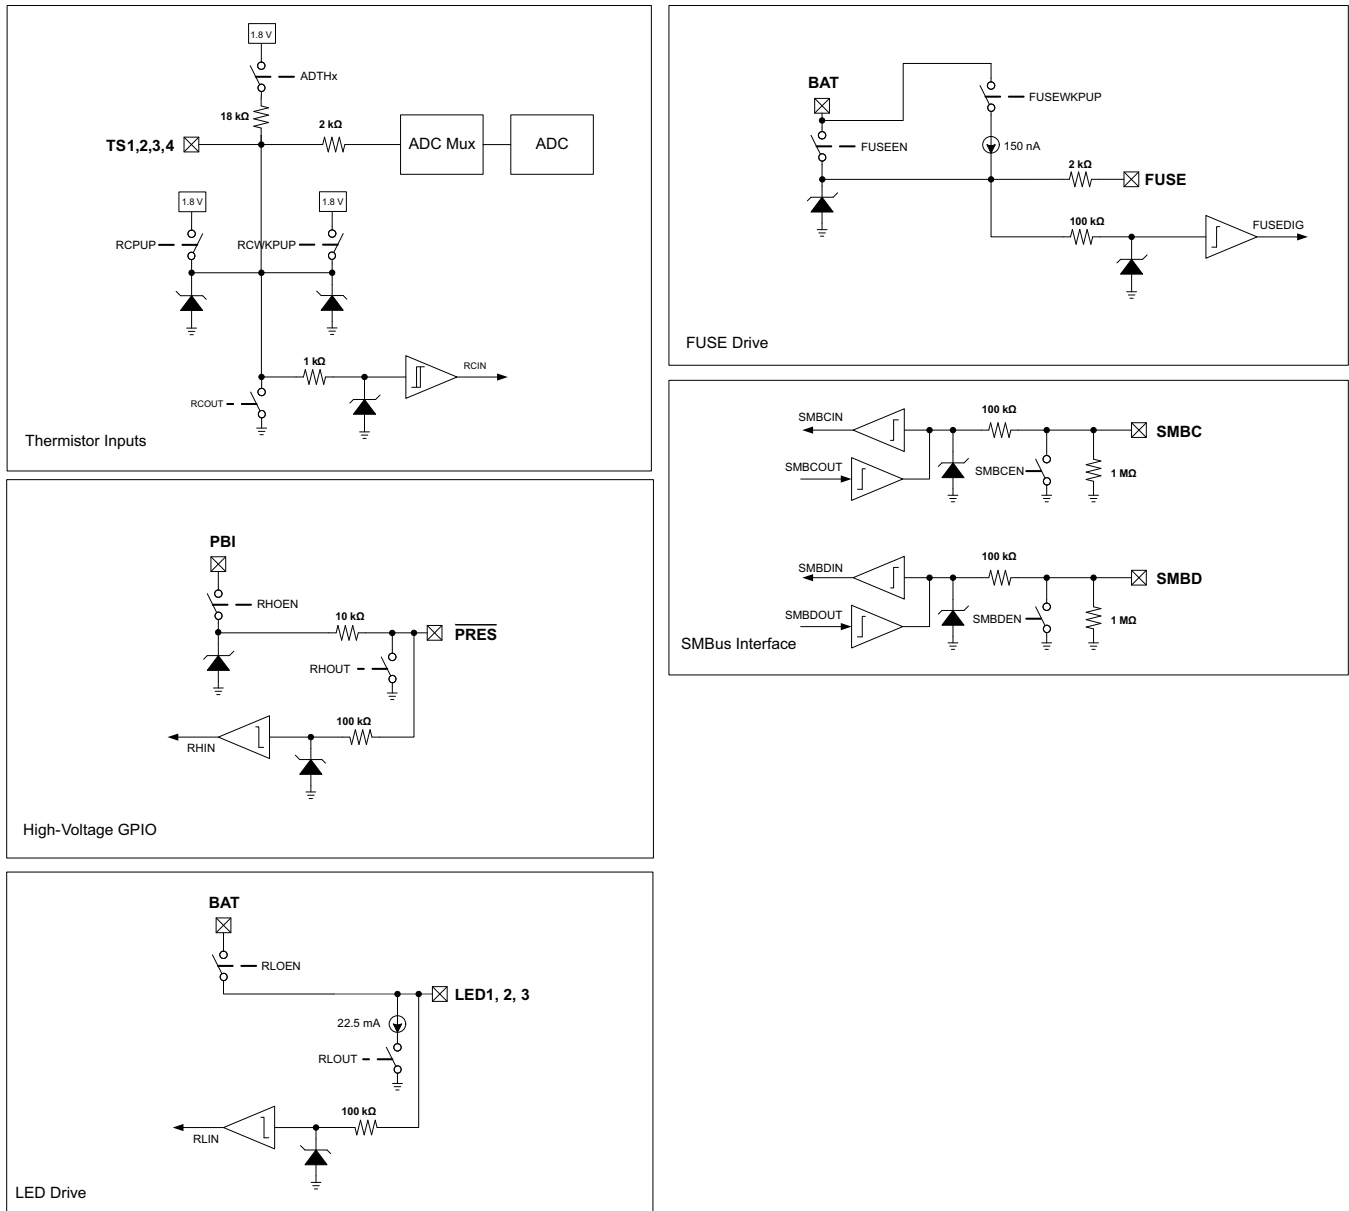 1.8 V
ADTHx
18 kΩ
2 kΩ
TS1,2,3,4
ADC Mux
ADC
1.8 V
1.8 V
RCPUP
RCWKPUP
1 kΩ
RCIN
RCOUT
Thermistor Inputs
BAT
FUSEWKPUP
FUSEEN
150 nA
2 kΩ
FUSE
100 kΩ
FUSEDIG
FUSE Drive
SMBCIN
100 kΩ
SMBC
SMBCOUT
SMBCEN
1 MΩ
SMBDIN
100 kΩ
SMBD
SMBDOUT
SMBDEN
1 MΩ
SMBus Interface
PBI
RHOEN
10 kΩ
PRES
RHOUT
100 kΩ
RHIN
High-Voltage GPIO
BAT
RLOEN
LED1, 2, 3
22.5 mA
RLOUT
100 kΩ
RLIN
LED Drive